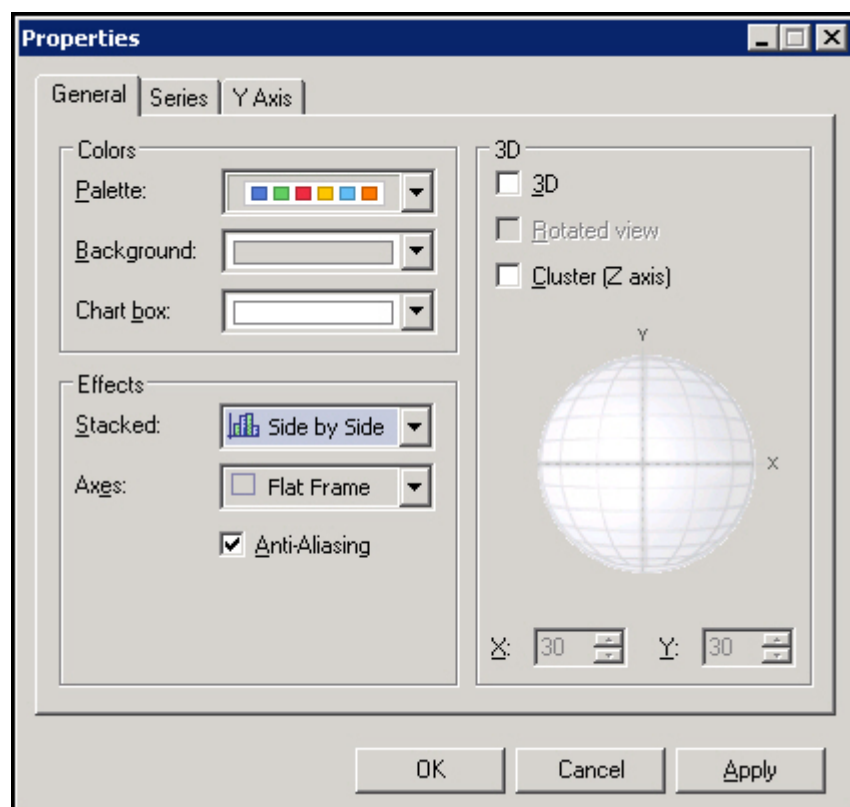 Properties
General Series Y Axis
Colors
Palette:
Background:
Chart box:
Effects
Stacked: Side by Side
Axes: Flat Frame
Anti-Aliasing
3D
3D
Rotated view
Cluster (Z axis)
Y
X
X: 30 Y: 30
OK Cancel Apply